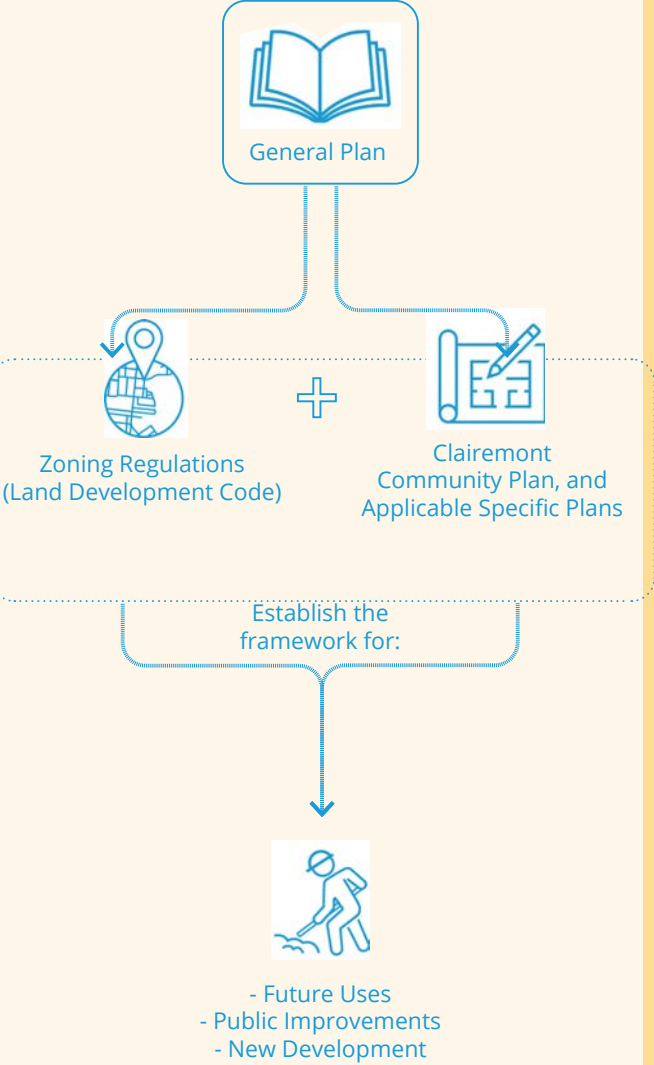 General Plan
Zoning Regulations
(Land Development Code)
Clairemont
Community Plan, and
Applicable Specific Plans
Establish the
framework for:
- Future Uses
- Public Improvements
- New Development